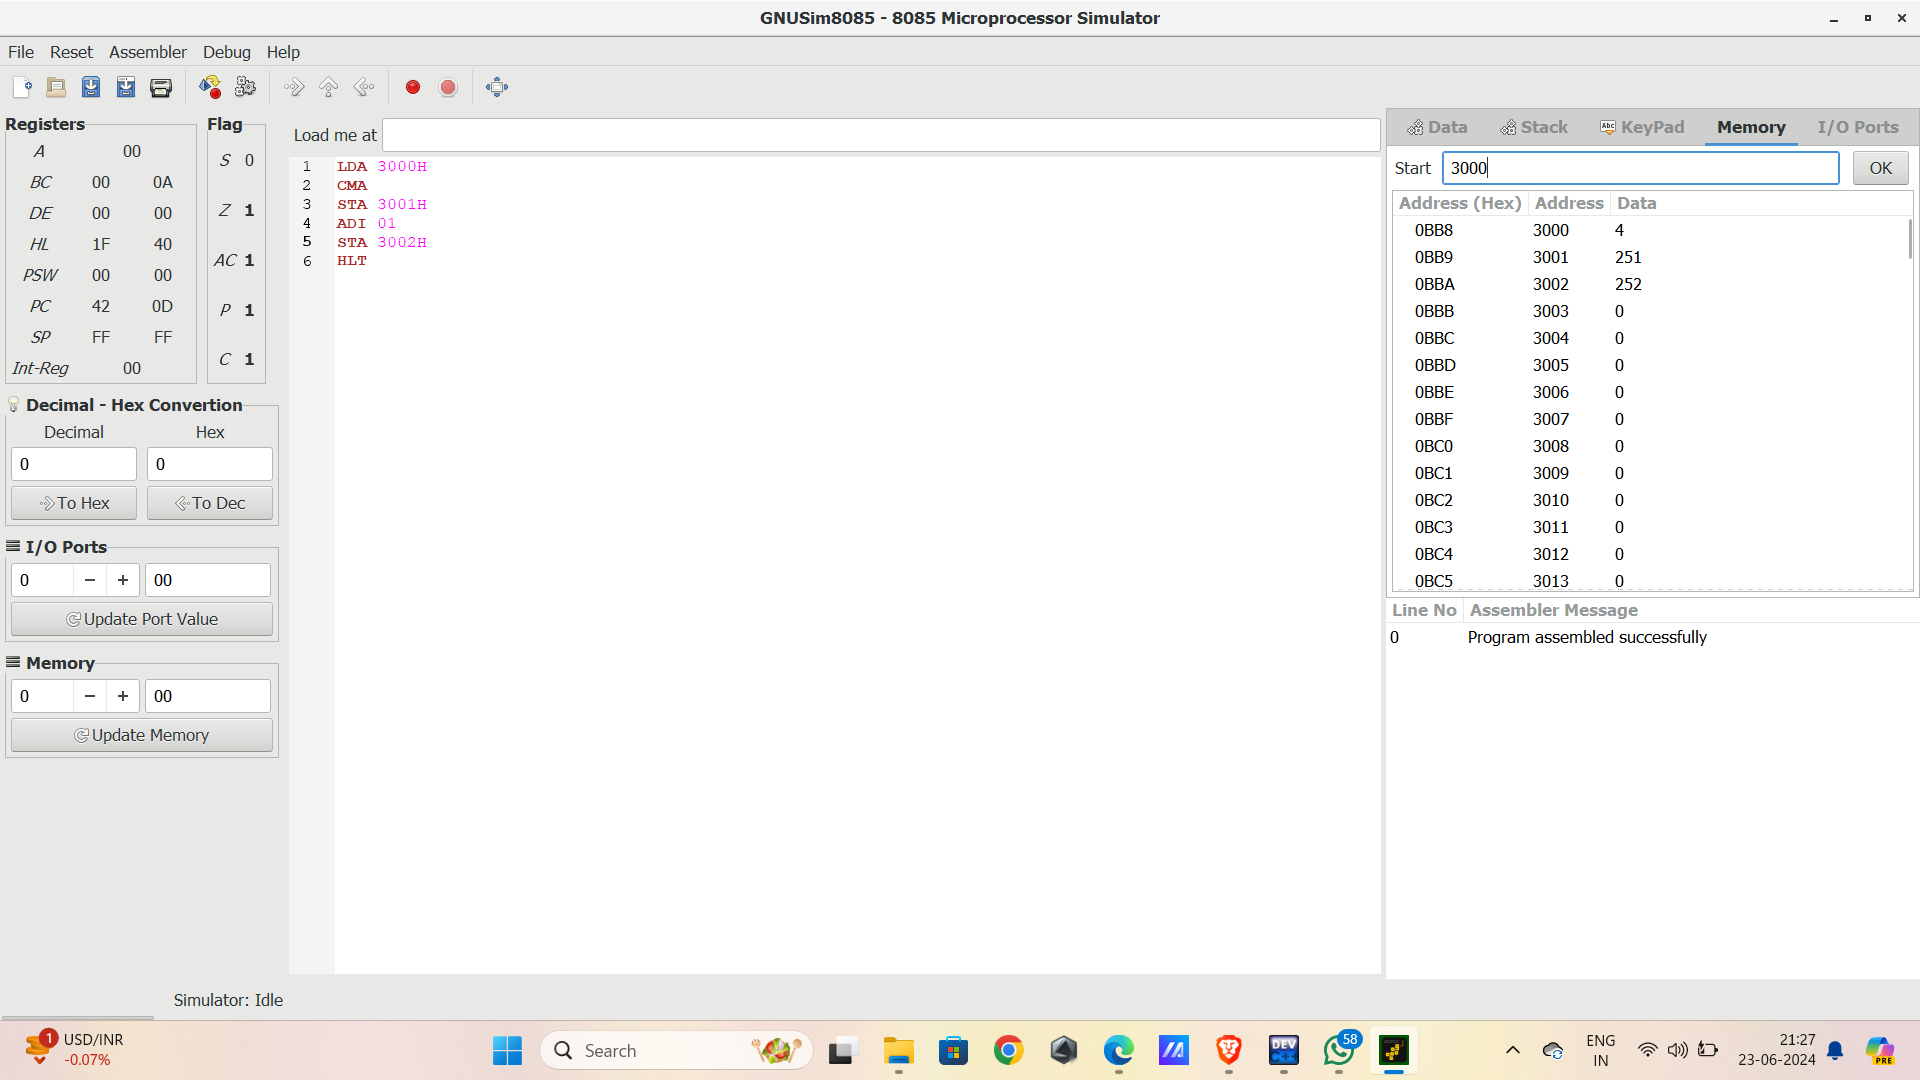 GNUSim8085 - 8085 Microprocessor Simulator
File Reset Assembler Debug Help
Registers
A 00
BC 00 0A
DE 00 00
HL 1F 40
PSW 00 00
PC 42 0D
SP FF FF
Int-Reg 00
Flag
S 0
Z 1
AC 1
P 1
C 1
Decimal - Hex Convertion
Decimal Hex
0 0
To Hex To Dec
I/O Ports
0 − + 00
Update Port Value
Memory
0 − + 00
Update Memory
Load me at
1 LDA 3000H
2 CMA
3 STA 3001H
4 ADI 01
5 STA 3002H
6 HLT
Data Stack Abc KeyPad Memory I/O Ports
Start 3000 OK
Address (Hex) Address Data
0BB8 3000 4
0BB9 3001 251
0BBA 3002 252
0BBB 3003 0
0BBC 3004 0
0BBD 3005 0
0BBE 3006 0
0BBF 3007 0
0BC0 3008 0
0BC1 3009 0
0BC2 3010 0
0BC3 3011 0
0BC4 3012 0
0BC5 3013 0
Line No Assembler Message
0 Program assembled successfully
Simulator: Idle
1 USD/INR
-0.07%
Search
DEV
C++
58
ENG
IN
21:27
23-06-2024
PRE